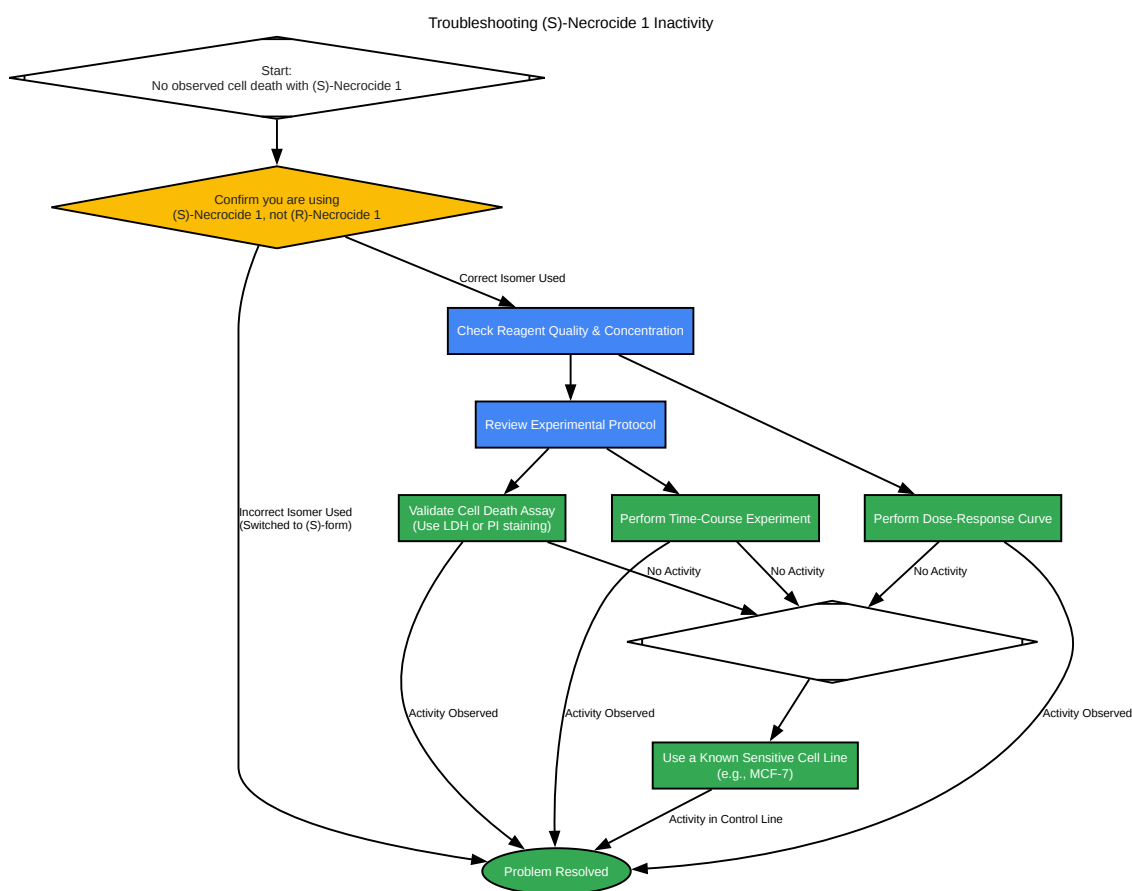 Troubleshooting (S)-Necrocide 1 Inactivity
Start:
No observed cell death with (S)-Necrocide 1
Confirm you are using
(S)-Necrocide 1, not (R)-Necrocide 1
Correct Isomer Used
Check Reagent Quality & Concentration
Review Experimental Protocol
Incorrect Isomer Used
(Switched to (S)-form)
Validate Cell Death Assay
(Use LDH or PI staining)
Perform Time-Course Experiment
Perform Dose-Response Curve
No Activity
No Activity
No Activity
Activity Observed
Activity Observed
Activity Observed
Use a Known Sensitive Cell Line
(e.g., MCF-7)
Activity in Control Line
Problem Resolved